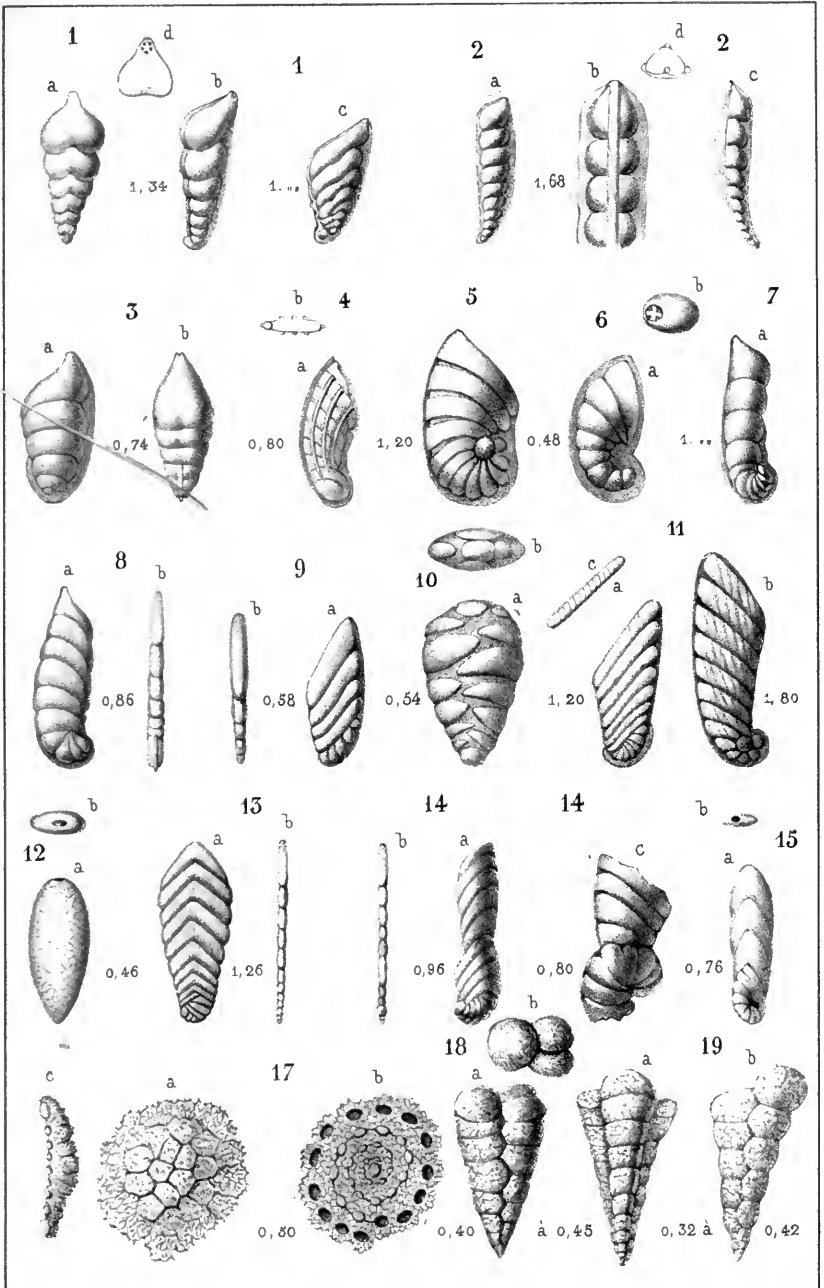 1 d 2 d 2
a b 1 a b c
c
1,34 1. „ 1,68
3 b 4 5 b 7
a b a 6 a a
0,74 0,80 1,20 0,48 1. „
b 11
8 b 9 10 c
a b a a a b
0,86 0,58 0,54 1,20 1,80
b 13 14 14 b 15
12 a b b a c a
0,46 1,26 0,96 0,80 0,76
b
c 17 18 19
a b a a b
0,50 0,40 à 0,45 0,32 à 0,42